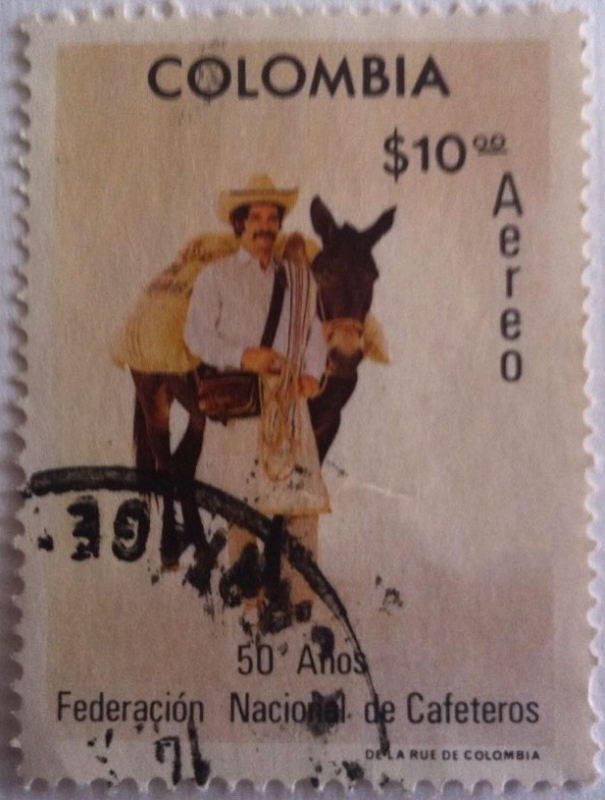 COLOMBIA
$10 00
Aereo
50 Años
Federación Nacional de Cafeteros
DE LA RUE DE COLOMBIA